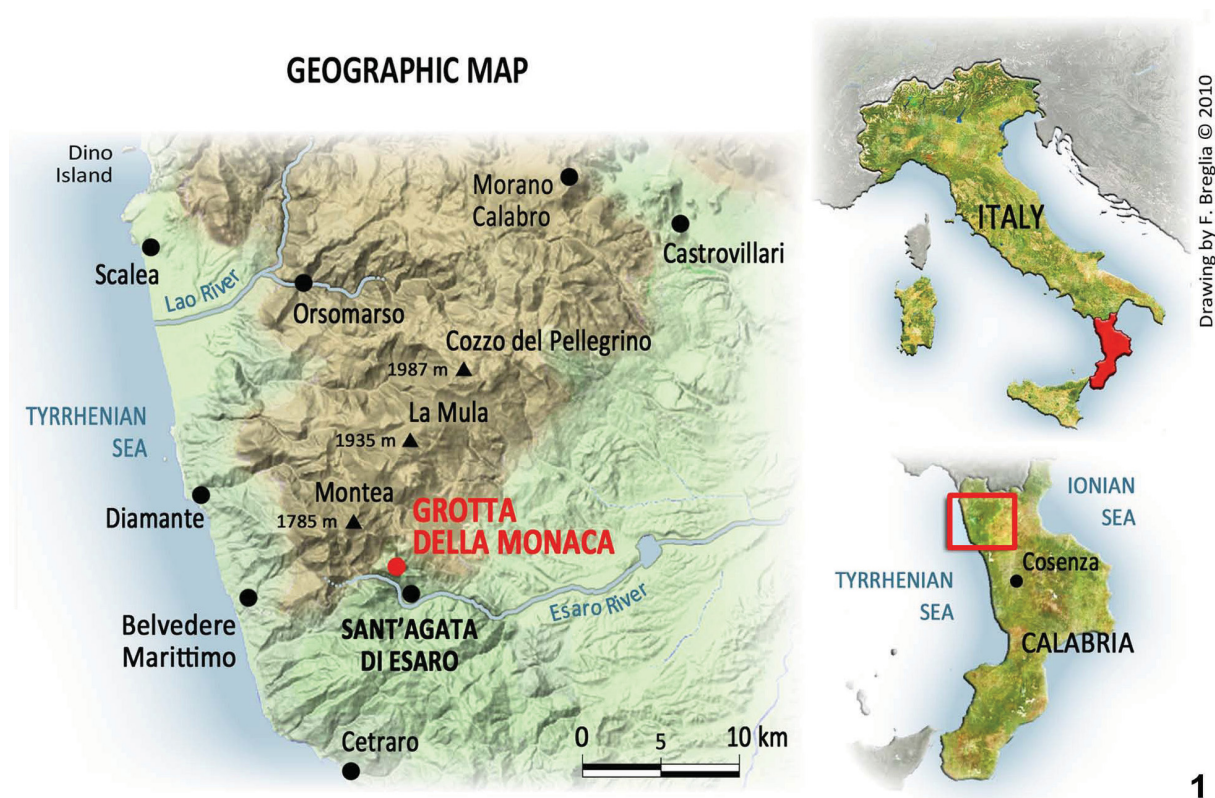 GEOGRAPHIC MAP
Dino
Island
Morano
Calabro
Castrovillari
Scalea
Lao River
Orsomarso
Cozzo del Pellegrino
1987 m
La Mula
1935 m
TYRRHENIAN
SEA
Montea
1785 m
Diamante
GROTTA
DELLA MONACA
Esaro River
Belvedere
Marittimo
SANT'AGATA
DI ESARO
Cetraro
0 5 10 km
ITALY
Drawing by F. Breglia © 2010
IONIAN
SEA
Cosenza
TYRRHENIAN
SEA
CALABRIA
1